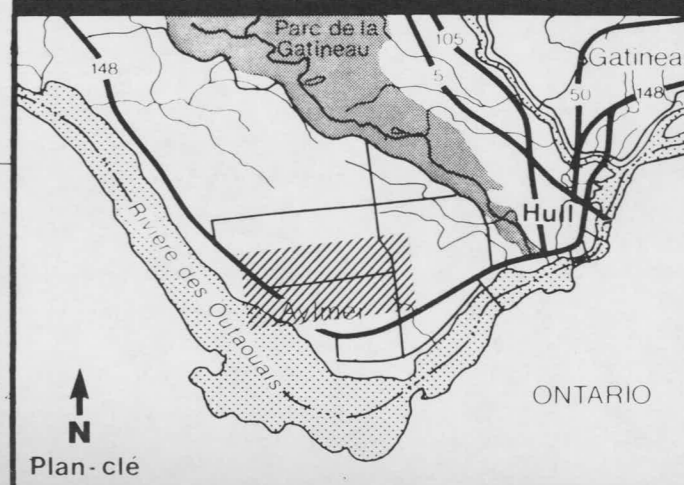 Parc de la
Gatineau
148
105
5
Gatinea
50
148
Hull
Rivière des Outaouais
Aylmer
ONTARIO
N
Plan-clé